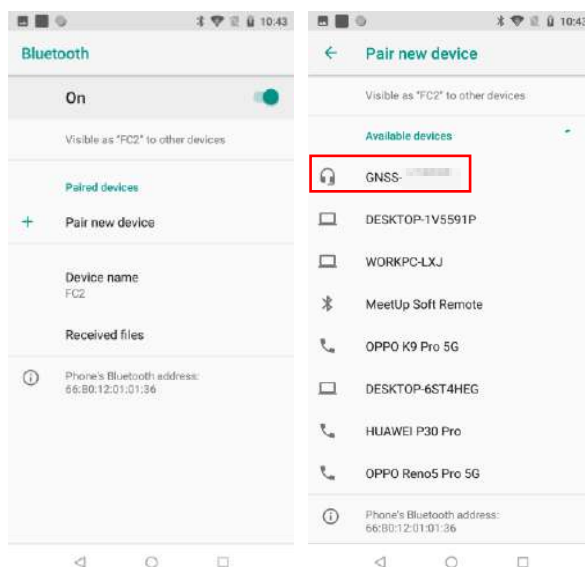 10:43
Bluetooth
On
Visible as "FC2" to other devices
Paired devices
Pair new device
Device name
FC2
Received files
Phone's Bluetooth address:
66:B0:12:01:01:36
10:43
Pair new device
Visible as "FC2" to other devices
Available devices
GNSS-
DESKTOP-1V5591P
WORKPC-LXJ
MeetUp Soft Remote
OPPO K9 Pro 5G
DESKTOP-6ST4HEG
HUAWEI P30 Pro
OPPO Reno5 Pro 5G
Phone's Bluetooth address:
66:B0:12:01:01:36